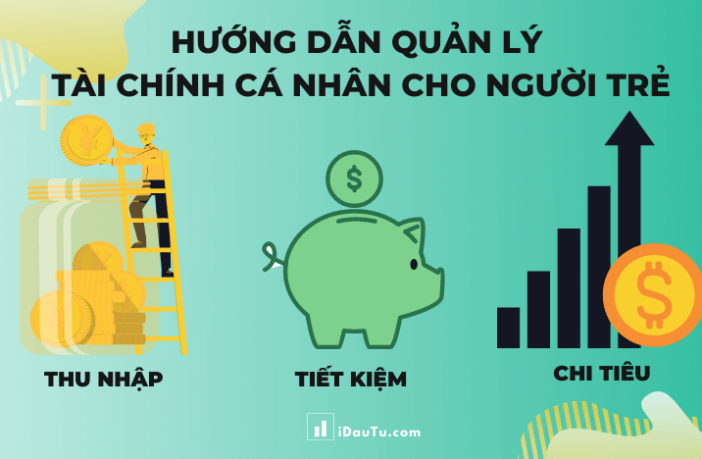 HƯỚNG DẪN QUẢN LÝ
TÀI CHÍNH CÁ NHÂN CHO NGƯỜI TRẺ
¥
$
$
THU NHẬP
TIẾT KIỆM
CHI TIÊU
iDauTu.com